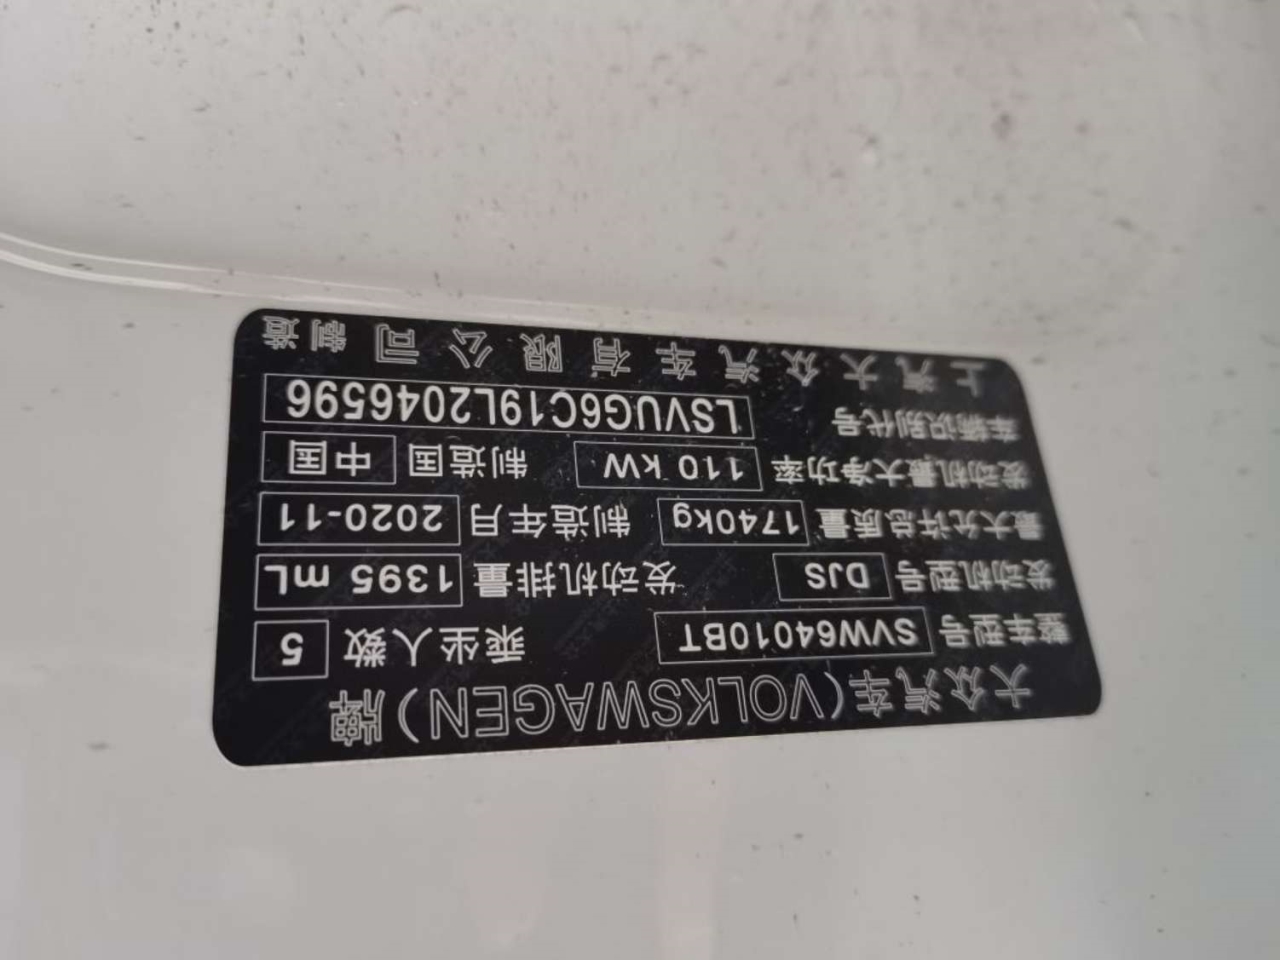 大众汽车(VOLKSWAGEN)牌
整车型号 SVW64010BT 乘坐人数 5
发动机型号 DJS 发动机排量 1395 mL
最大允许总质量 1740kg 制造年月 2020-11
发动机最大净功率 110 kW 制造国 中国
车辆识别代号 LSVUG6C19L2046596
上汽大众汽车有限公司制造